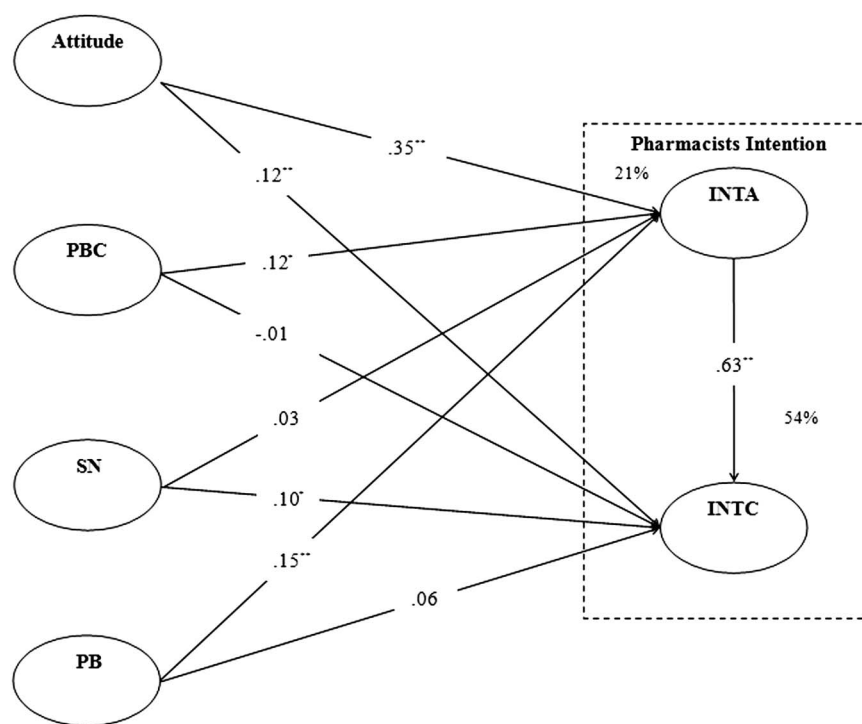 Attitude
.35**
Pharmacists Intention
.12**
21%
INTA
PBC
.12*
-.01
.63**
.03
54%
SN
.10*
INTC
.15**
.06
PB